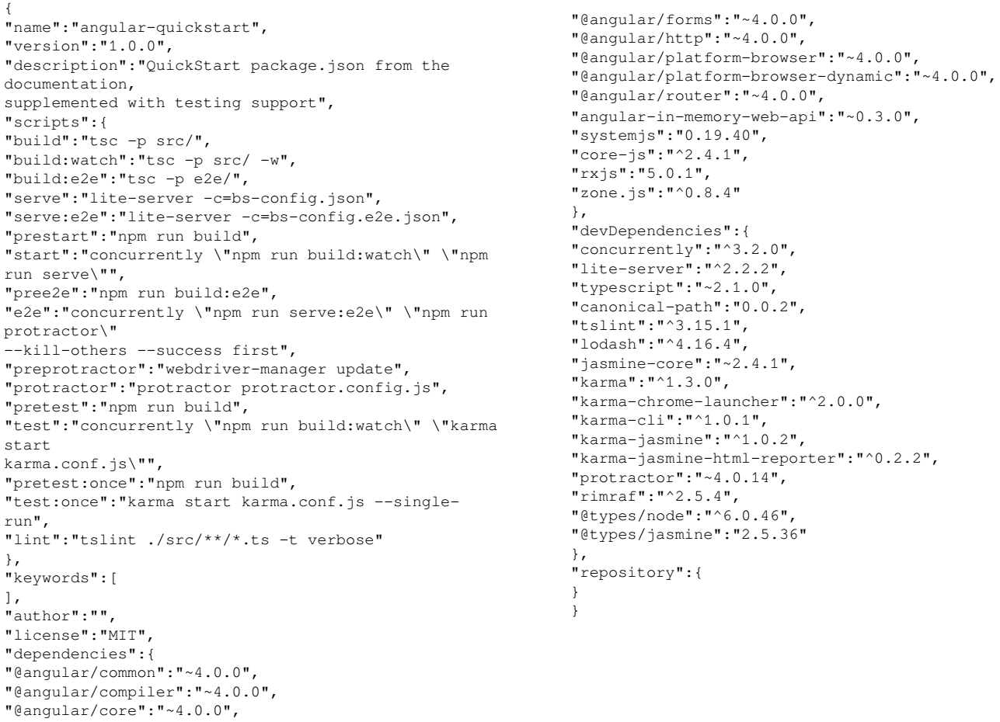 {
"name":"angular-quickstart",
"version":"1.0.0",
"description":"QuickStart package.json from the
documentation,
supplemented with testing support",
"scripts":{
"build":"tsc -p src/",
"build:watch":"tsc -p src/ -w",
"build:e2e":"tsc -p e2e/",
"serve":"lite-server -c=bs-config.json",
"serve:e2e":"lite-server -c=bs-config.e2e.json",
"prestart":"npm run build",
"start":"concurrently \"npm run build:watch\" \"npm
run serve\"",
"pree2e":"npm run build:e2e",
"e2e":"concurrently \"npm run serve:e2e\" \"npm run
protractor\"
--kill-others --success first",
"preprotractor":"webdriver-manager update",
"protractor":"protractor protractor.config.js",
"pretest":"npm run build",
"test":"concurrently \"npm run build:watch\" \"karma
start
karma.conf.js\"",
"pretest:once":"npm run build",
"test:once":"karma start karma.conf.js --single-
run",
"lint":"tslint ./src/**/*.ts -t verbose"
},
"keywords":[
],
"author":"",
"license":"MIT",
"dependencies":{
"@angular/common":"~4.0.0",
"@angular/compiler":"~4.0.0",
"@angular/core":"~4.0.0",
"@angular/forms":"~4.0.0",
"@angular/http":"~4.0.0",
"@angular/platform-browser":"~4.0.0",
"@angular/platform-browser-dynamic":"~4.0.0",
"@angular/router":"~4.0.0",
"angular-in-memory-web-api":"~0.3.0",
"systemjs":"0.19.40",
"core-js":"^2.4.1",
"rxjs":"5.0.1",
"zone.js":"^0.8.4"
},
"devDependencies":{
"concurrently":"^3.2.0",
"lite-server":"^2.2.2",
"typescript":"~2.1.0",
"canonical-path":"0.0.2",
"tslint":"^3.15.1",
"lodash":"^4.16.4",
"jasmine-core":"~2.4.1",
"karma":"^1.3.0",
"karma-chrome-launcher":"^2.0.0",
"karma-cli":"^1.0.1",
"karma-jasmine":"^1.0.2",
"karma-jasmine-html-reporter":"^0.2.2",
"protractor":"~4.0.14",
"rimraf":"^2.5.4",
"@types/node":"^6.0.46",
"@types/jasmine":"2.5.36"
},
"repository":{
}
}